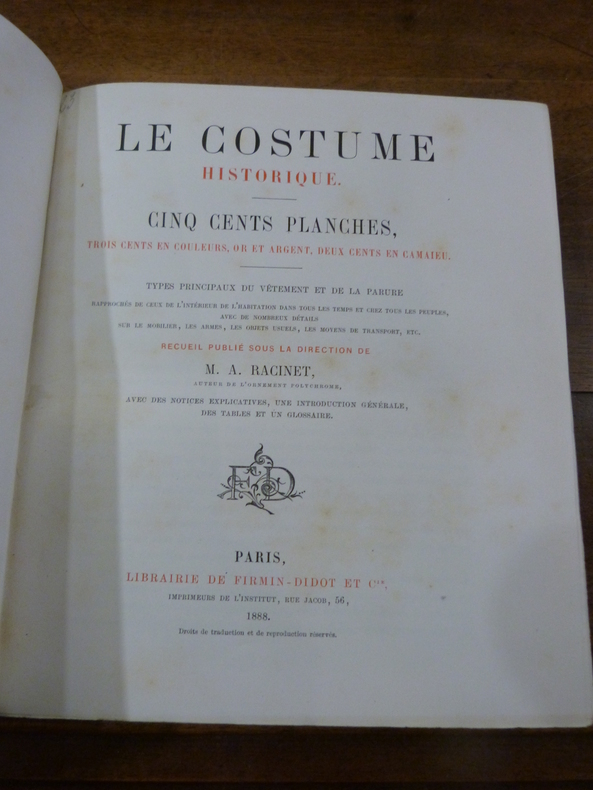 LE COSTUME
HISTORIQUE.
CINQ CENTS PLANCHES,
TROIS CENTS EN COULEURS, OR ET ARGENT, DEUX CENTS EN CAMAIEU.
TYPES PRINCIPAUX DU VÊTEMENT ET DE LA PARURE
RAPPROCHÉS DE CEUX DE L'INTÉRIEUR DE L'HABITATION DANS TOUS LES TEMPS ET CHEZ TOUS LES PEUPLES,
AVEC DE NOMBREUX DÉTAILS
SUR LE MOBILIER, LES ARMES, LES OBJETS USUELS, LES MOYENS DE TRANSPORT, ETC.
RECUEIL PUBLIÉ SOUS LA DIRECTION DE
M. A. RACINET,
AUTEUR DE L'ORNEMENT POLYCHROME,
AVEC DES NOTICES EXPLICATIVES, UNE INTRODUCTION GÉNÉRALE,
DES TABLES ET UN GLOSSAIRE.
FD
PARIS,
LIBRAIRIE DE FIRMIN-DIDOT ET Cie.
IMPRIMEURS DE L'INSTITUT, RUE JACOB, 56,
1888.
Droits de traduction et de reproduction réservés.